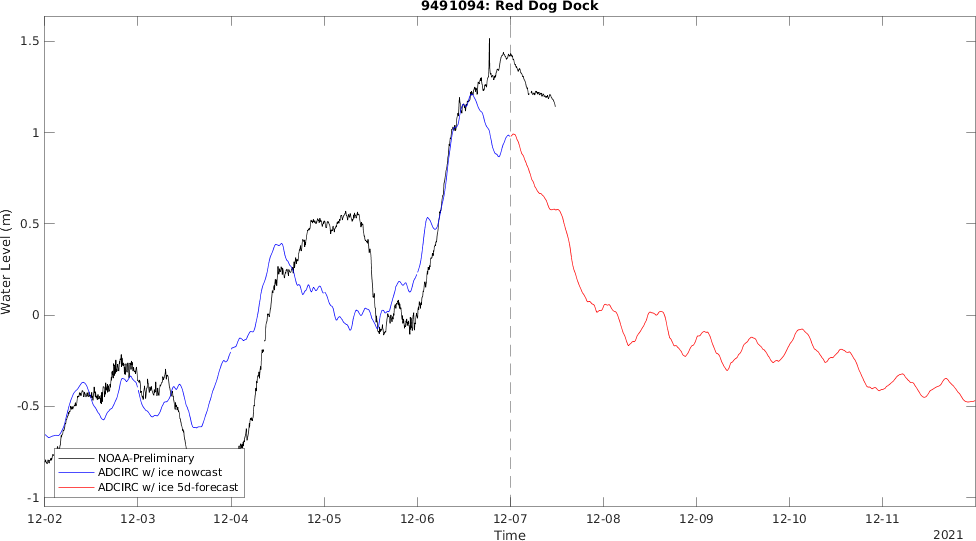 9491094: Red Dog Dock
1.5
1
0.5
0
-0.5
-1
Water Level (m)
NOAA-Preliminary
ADCIRC w/ ice nowcast
ADCIRC w/ ice 5d-forecast
12-02 12-03 12-04 12-05 12-06 12-07 12-08 12-09 12-10 12-11
Time
2021